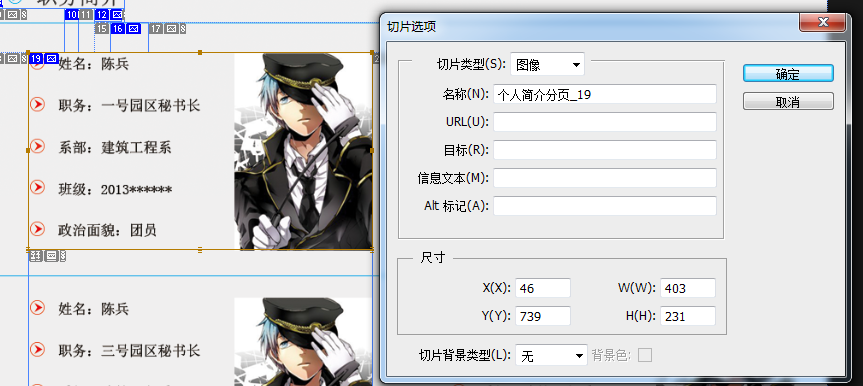 职务简介
10
11
12
15
16
17
19
姓名：陈兵
职务：一号园区秘书长
系部：建筑工程系
班级：2013******
政治面貌：团员
姓名：陈兵
职务：三号园区秘书长
切片选项
切片类型(S): 图像
名称(N): 个人简介分页_19
URL(U):
目标(R):
信息文本(M):
Alt 标记(A):
确定
取消
尺寸
X(X): 46 W(W): 403
Y(Y): 739 H(H): 231
切片背景类型(L): 无 背景色: